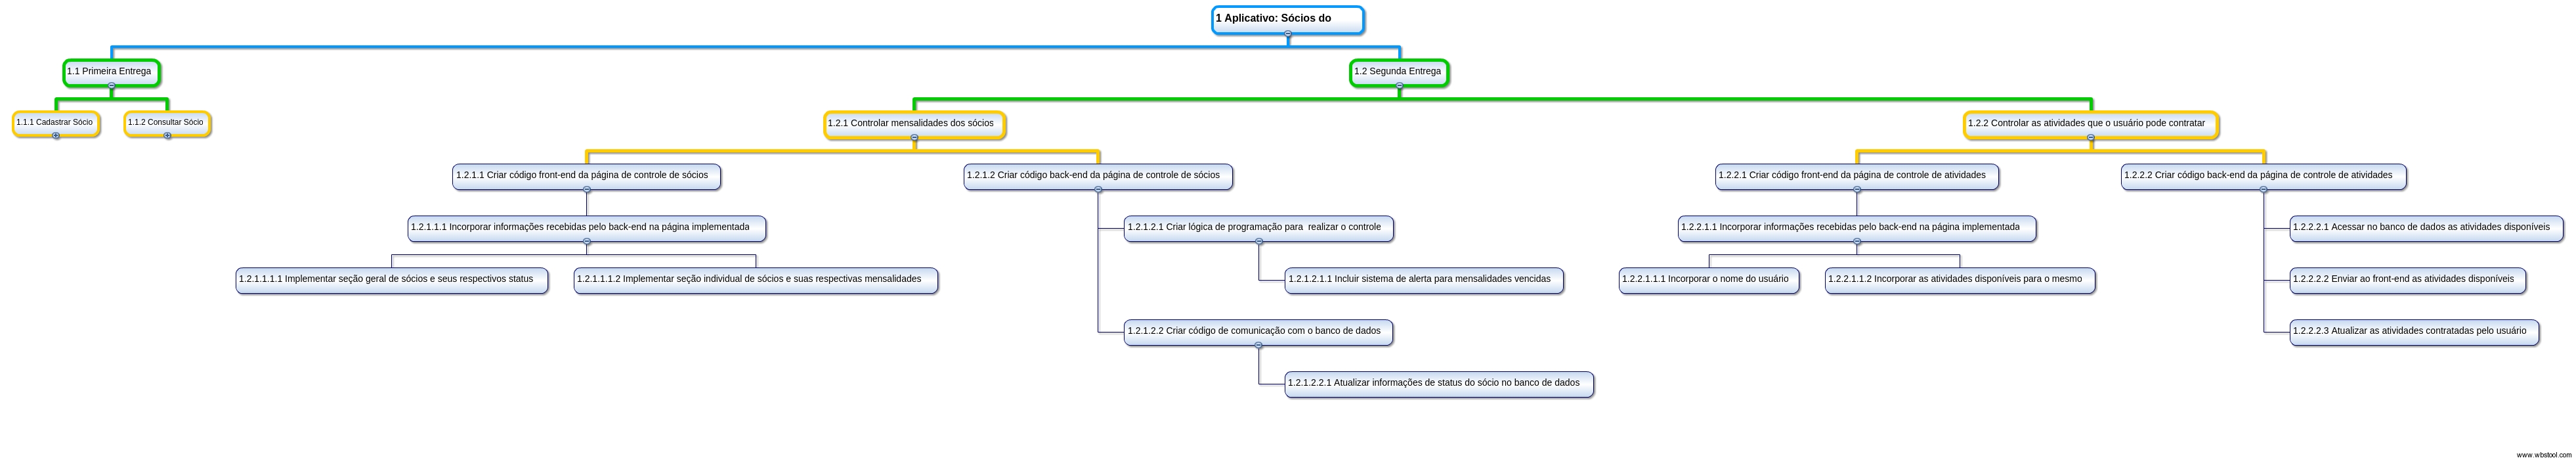 1 Aplicativo: Sócios do
1.1 Primeira Entrega
1.2 Segunda Entrega
1.1.1 Cadastrar Sócio
1.1.2 Consultar Sócio
1.2.1 Controlar mensalidades dos sócios
1.2.2 Controlar as atividades que o usuário pode contratar
1.2.1.1 Criar código front-end da página de controle de sócios
1.2.1.2 Criar código back-end da página de controle de sócios
1.2.2.1 Criar código front-end da página de controle de atividades
1.2.2.2 Criar código back-end da página de controle de atividades
1.2.1.1.1 Incorporar informações recebidas pelo back-end na página implementada
1.2.1.2.1 Criar lógica de programação para  realizar o controle
1.2.2.1.1 Incorporar informações recebidas pelo back-end na página implementada
1.2.2.2.1 Acessar no banco de dados as atividades disponíveis
1.2.1.1.1.1 Implementar seção geral de sócios e seus respectivos status
1.2.1.1.1.2 Implementar seção individual de sócios e suas respectivas mensalidades
1.2.1.2.1.1 Incluir sistema de alerta para mensalidades vencidas
1.2.2.1.1.1 Incorporar o nome do usuário
1.2.2.1.1.2 Incorporar as atividades disponíveis para o mesmo
1.2.2.2.2 Enviar ao front-end as atividades disponíveis
1.2.1.2.2 Criar código de comunicação com o banco de dados
1.2.2.2.3 Atualizar as atividades contratadas pelo usuário
1.2.1.2.2.1 Atualizar informações de status do sócio no banco de dados
www.wbstool.com